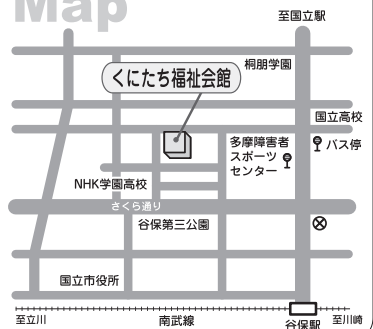 Map
至国立駅
桐朋学園
くにたち福祉会館
国立高校
多摩障害者
スポーツ
センター
バス停
NHK学園高校
さくら通り
谷保第三公園
国立市役所
至立川
南武線
谷保駅
至川崎